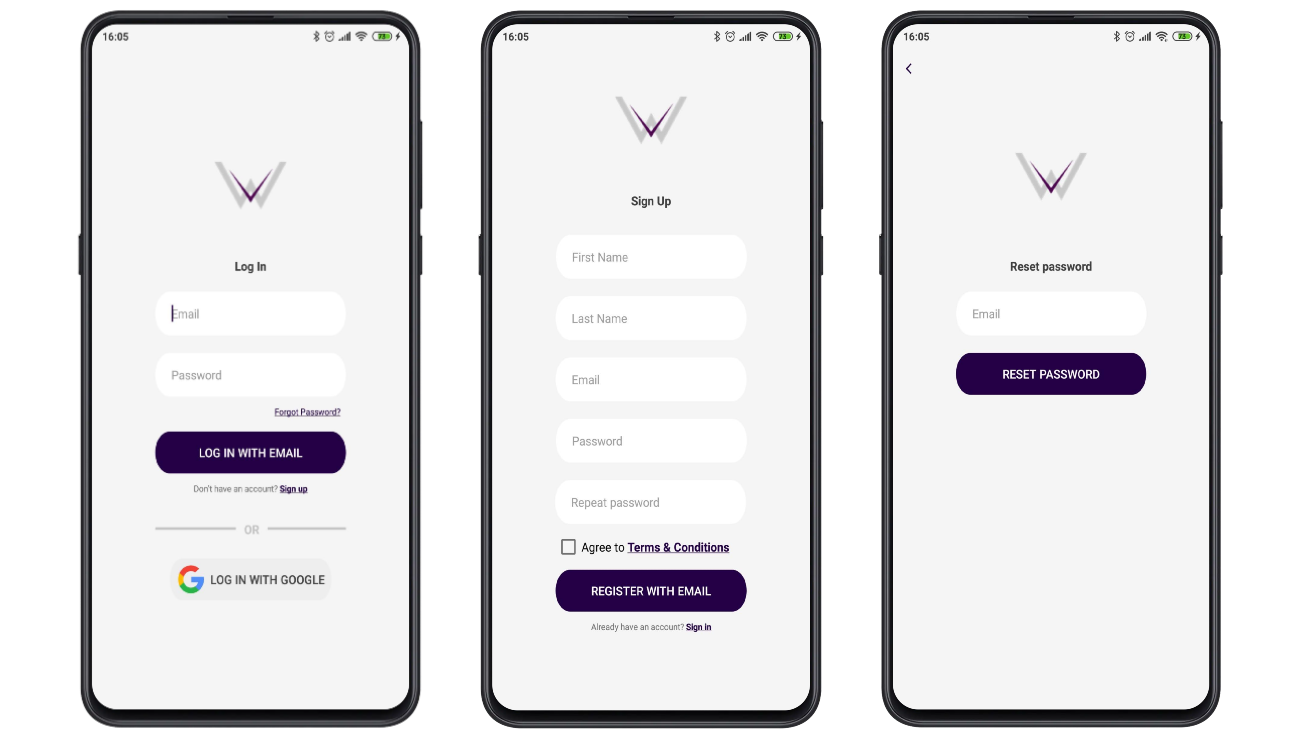 16:05
73
Log In
Email
Password
Forgot Password?
LOG IN WITH EMAIL
Don't have an account? Sign up
OR
LOG IN WITH GOOGLE
16:05
73
Sign Up
First Name
Last Name
Email
Password
Repeat password
Agree to Terms & Conditions
REGISTER WITH EMAIL
Already have an account? Sign in
16:05
73
Reset password
Email
RESET PASSWORD